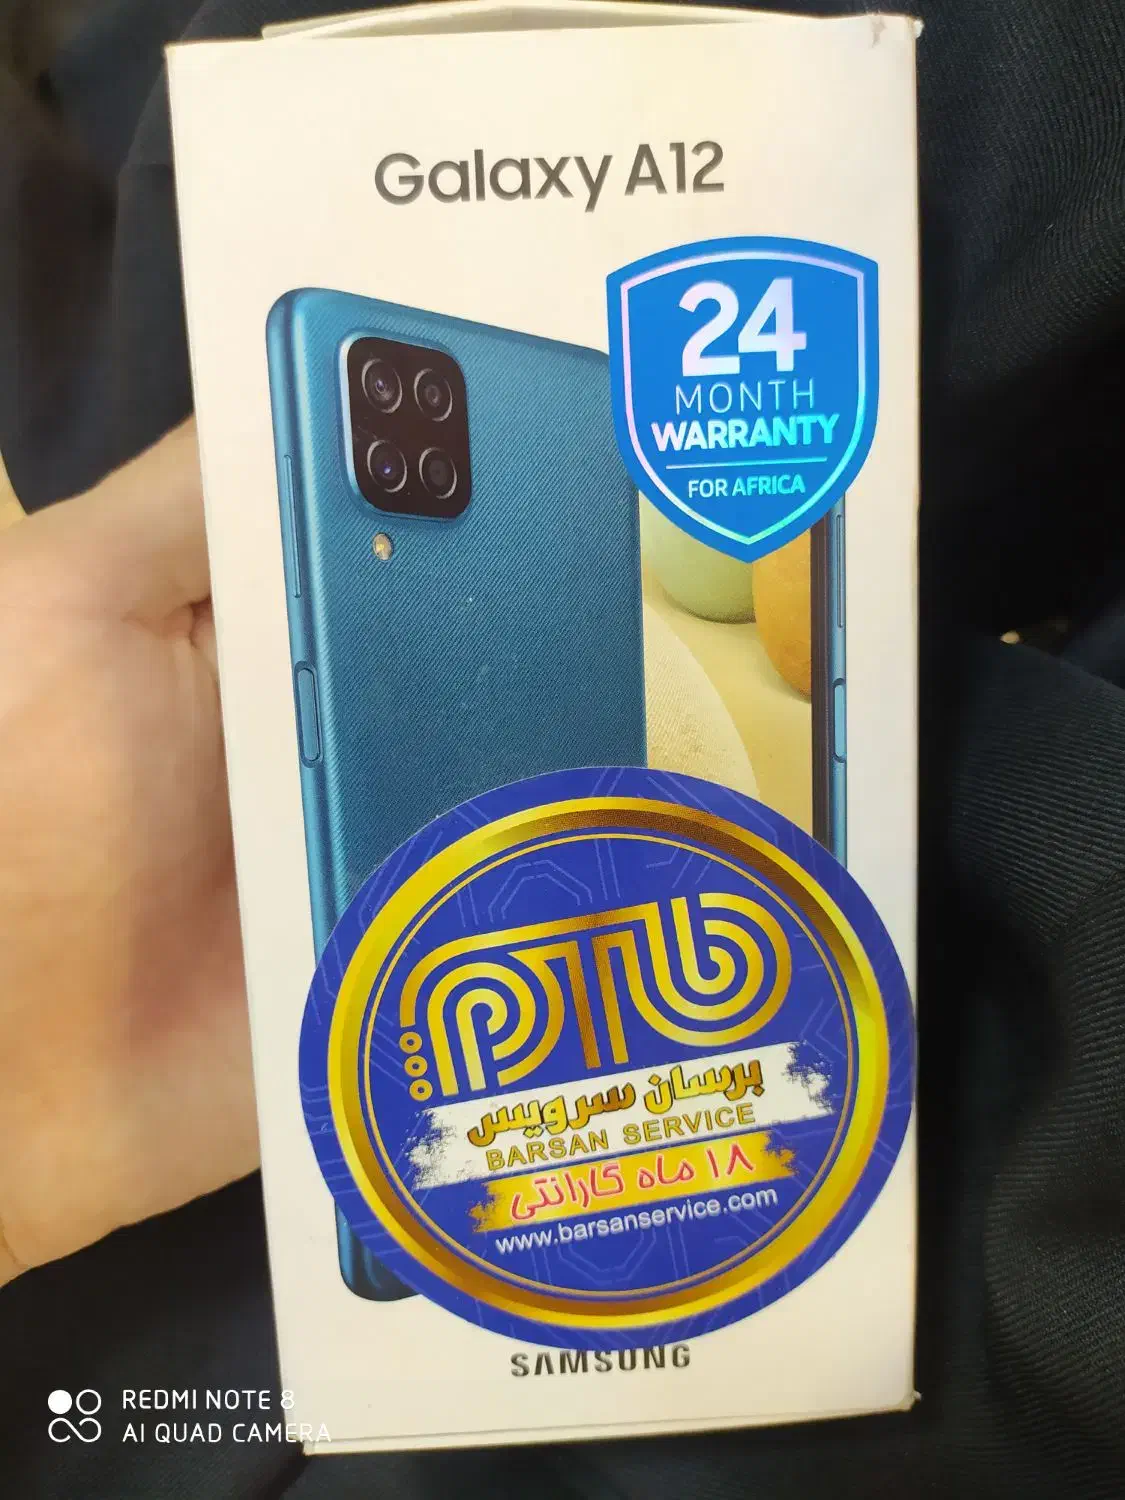 Galaxy A12
24
MONTH
WARRANTY
FOR AFRICA
PTb
برسان سرویس
BARSAN SERVICE
۱۸ ماه گارانتی
www.barsanservice.com
SAMSUNG
REDMI NOTE 8
AI QUAD CAMERA